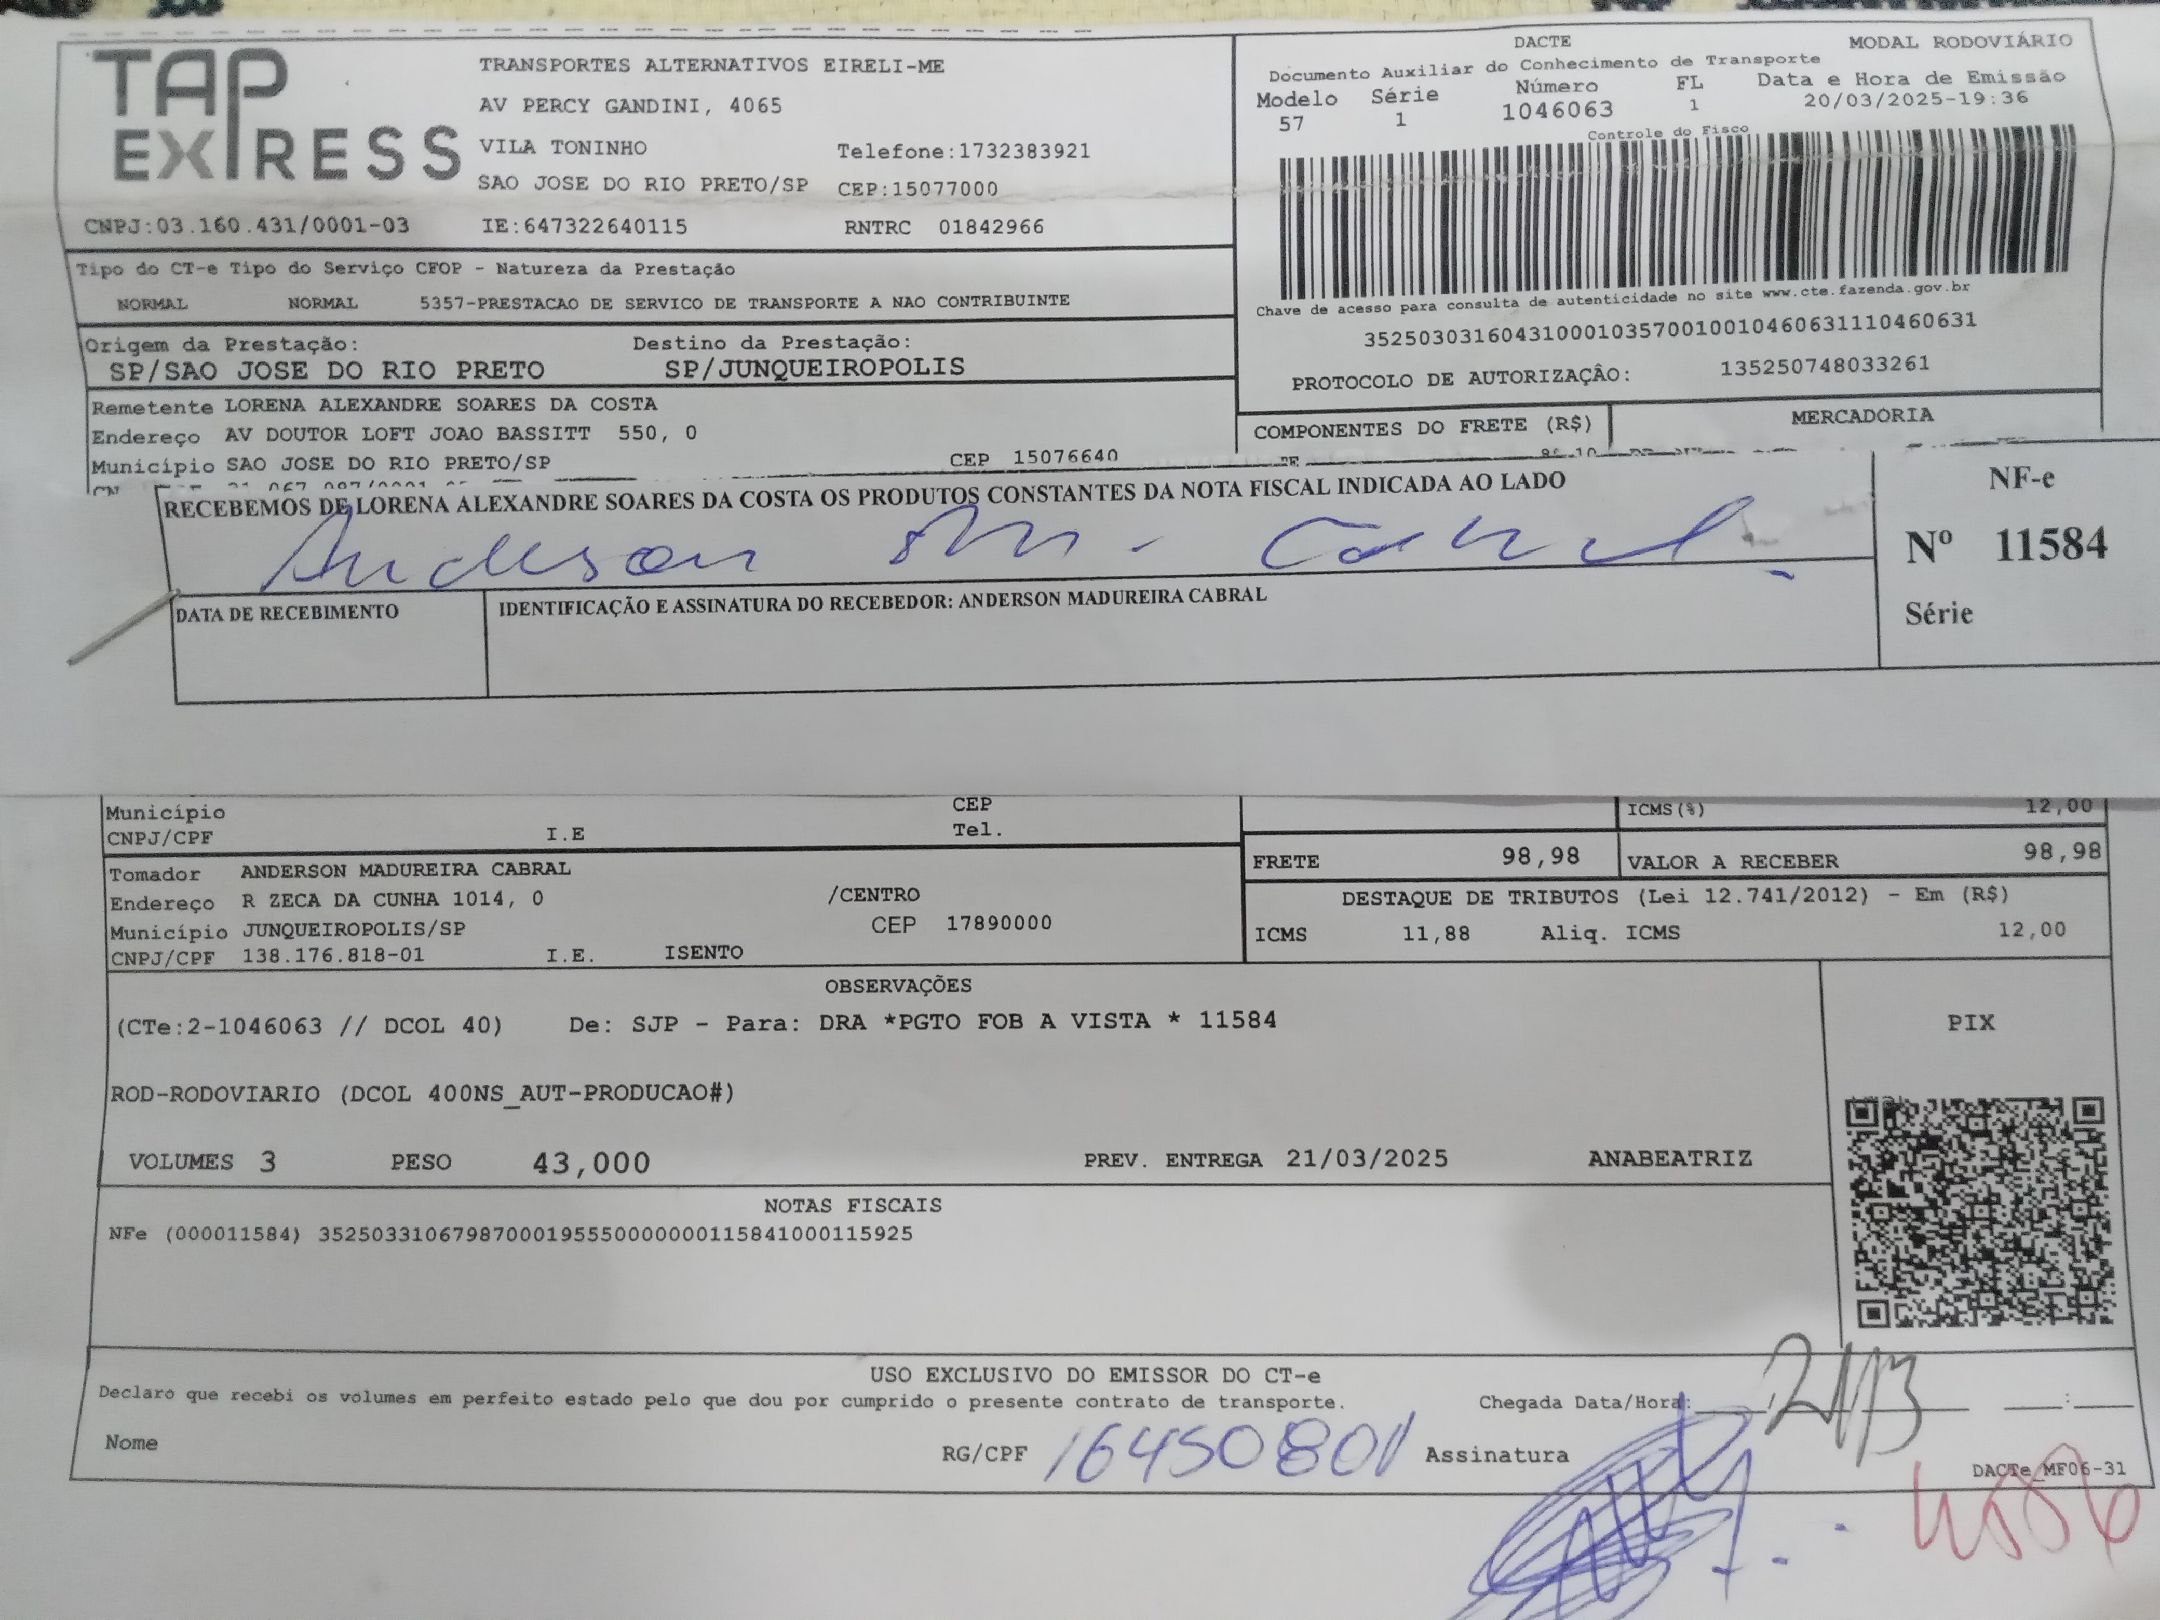 TAP
EXPRESS
TRANSPORTES ALTERNATIVOS EIRELI-ME
AV PERCY GANDINI, 4065
VILA TONINHO Telefone:1732383921
SAO JOSE DO RIO PRETO/SP CEP:15077000
CNPJ:03.160.431/0001-03 IE:647322640115 RNTRC 01842966
DACTE MODAL RODOVIÁRIO
Documento Auxiliar do Conhecimento de Transporte
Modelo Série Número FL Data e Hora de Emissão
57 1 1046063 1 20/03/2025-19:36
Controle do Fisco
Chave de acesso para consulta de autenticidade no site www.cte.fazenda.gov.br
35250303160431000103570010010460631110460631
PROTOCOLO DE AUTORIZAÇÂO: 135250748033261
Tipo do CT-e Tipo do Serviço CFOP - Natureza da Prestação
NORMAL NORMAL 5357-PRESTACAO DE SERVICO DE TRANSPORTE A NAO CONTRIBUINTE
Origem da Prestação: Destino da Prestação:
SP/SAO JOSE DO RIO PRETO SP/JUNQUEIROPOLIS
Remetente LORENA ALEXANDRE SOARES DA COSTA
Endereço AV DOUTOR LOFT JOAO BASSITT 550, 0
Município SAO JOSE DO RIO PRETO/SP CEP 15076640
COMPONENTES DO FRETE (R$) MERCADORIA
RECEBEMOS DE LORENA ALEXANDRE SOARES DA COSTA OS PRODUTOS CONSTANTES DA NOTA FISCAL INDICADA AO LADO
Anderson M. Cabral
DATA DE RECEBIMENTO IDENTIFICAÇÃO E ASSINATURA DO RECEBEDOR: ANDERSON MADUREIRA CABRAL
NF-e
Nº 11584
Série
Município CEP
CNPJ/CPF I.E Tel.
ICMS(%) 12,00
FRETE 98,98 VALOR A RECEBER 98,98
Tomador ANDERSON MADUREIRA CABRAL
Endereço R ZECA DA CUNHA 1014, 0 /CENTRO
Município JUNQUEIROPOLIS/SP CEP 17890000
CNPJ/CPF 138.176.818-01 I.E. ISENTO
DESTAQUE DE TRIBUTOS (Lei 12.741/2012) - Em (R$)
ICMS 11,88 Aliq. ICMS 12,00
OBSERVAÇÕES
(CTe:2-1046063 // DCOL 40) De: SJP - Para: DRA *PGTO FOB A VISTA * 11584
ROD-RODOVIARIO (DCOL 400NS_AUT-PRODUCAO#)
VOLUMES 3 PESO 43,000 PREV. ENTREGA 21/03/2025 ANABEATRIZ
PIX
NOTAS FISCAIS
NFe (000011584) 35250331067987000195550000000115841000115925
USO EXCLUSIVO DO EMISSOR DO CT-e
Declaro que recebi os volumes em perfeito estado pelo que dou por cumprido o presente contrato de transporte. Chegada Data/Hora: 21/3
Nome RG/CPF 164508001 Assinatura
DACTe_MF06-31